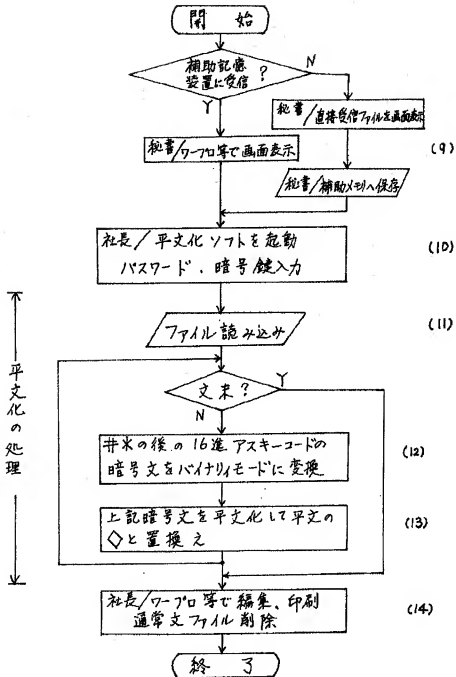 開 始
補助記憶
装置に受信?
N
Y
秘書/直接受信ファイルを画面表示
秘書/ワープロ等で画面表示
(9)
秘書/補助メモリへ保存
社長/平文化ソフトを起動
パスワード、暗号鍵入力
(10)
ファイル読み込み
(11)
文末?
Y
N
平文化の処理
井米の後の16進アスキーコードの
暗号文をバイナリィモードに変換
(12)
上記暗号文を平文化して平文の
◇と置換え
(13)
社長/ワープロ等で編集、印刷
通常文ファイル削除
(14)
終 了